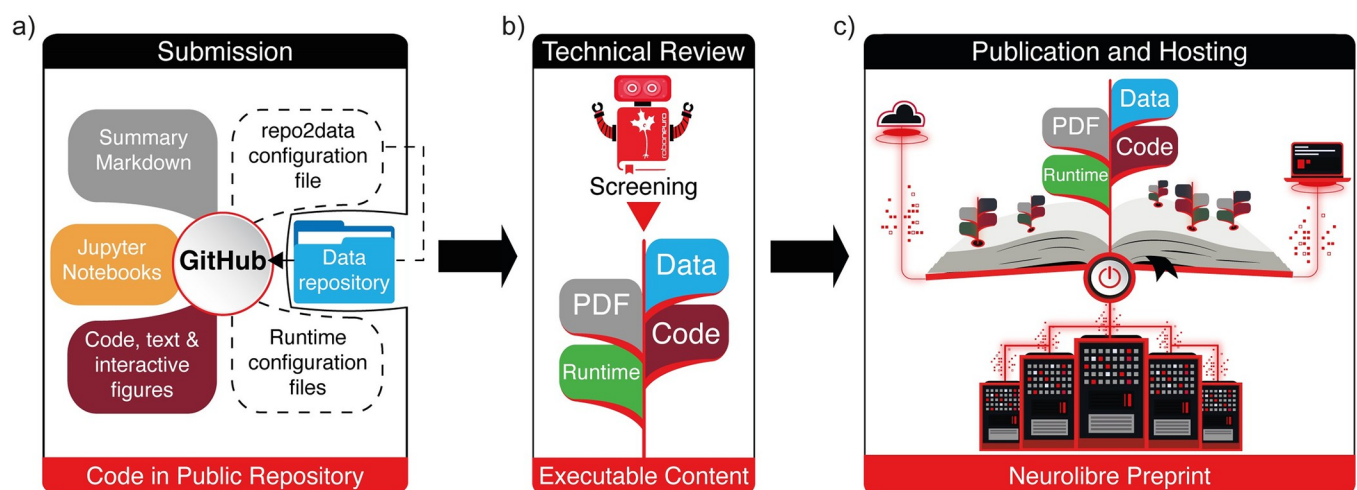 a)
Submission
Summary
Markdown
repo2data
configuration
file
Jupyter
Notebooks
GitHub
Data
repository
Code, text &
interactive
figures
Runtime
configuration
files
Code in Public Repository
b)
Technical Review
roboneuro
Screening
Data
PDF
Code
Runtime
Executable Content
c)
Publication and Hosting
Data
PDF
Code
Runtime
Neurolibre Preprint